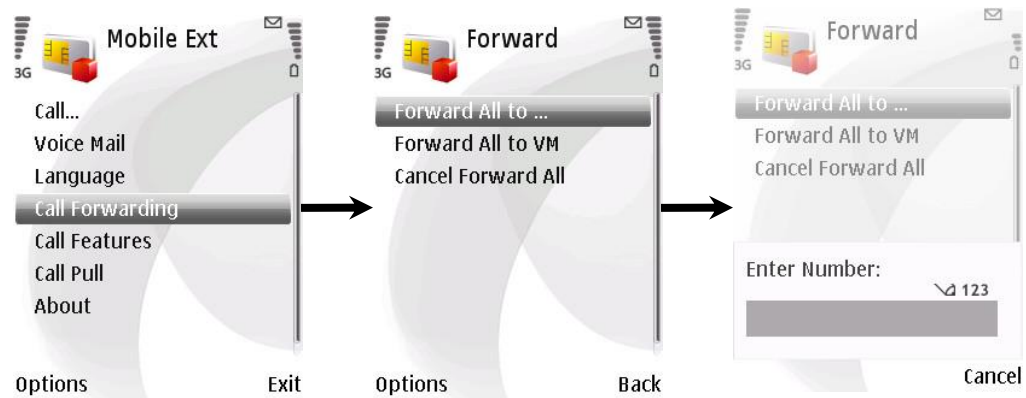 Mobile Ext
3G
Call...
Voice Mail
Language
Call Forwarding
Call Features
Call Pull
About
Options
Exit
Forward
3G
Forward All to ...
Forward All to VM
Cancel Forward All
Options
Back
Forward
3G
Forward All to ...
Forward All to VM
Cancel Forward All
Enter Number:
123
Cancel